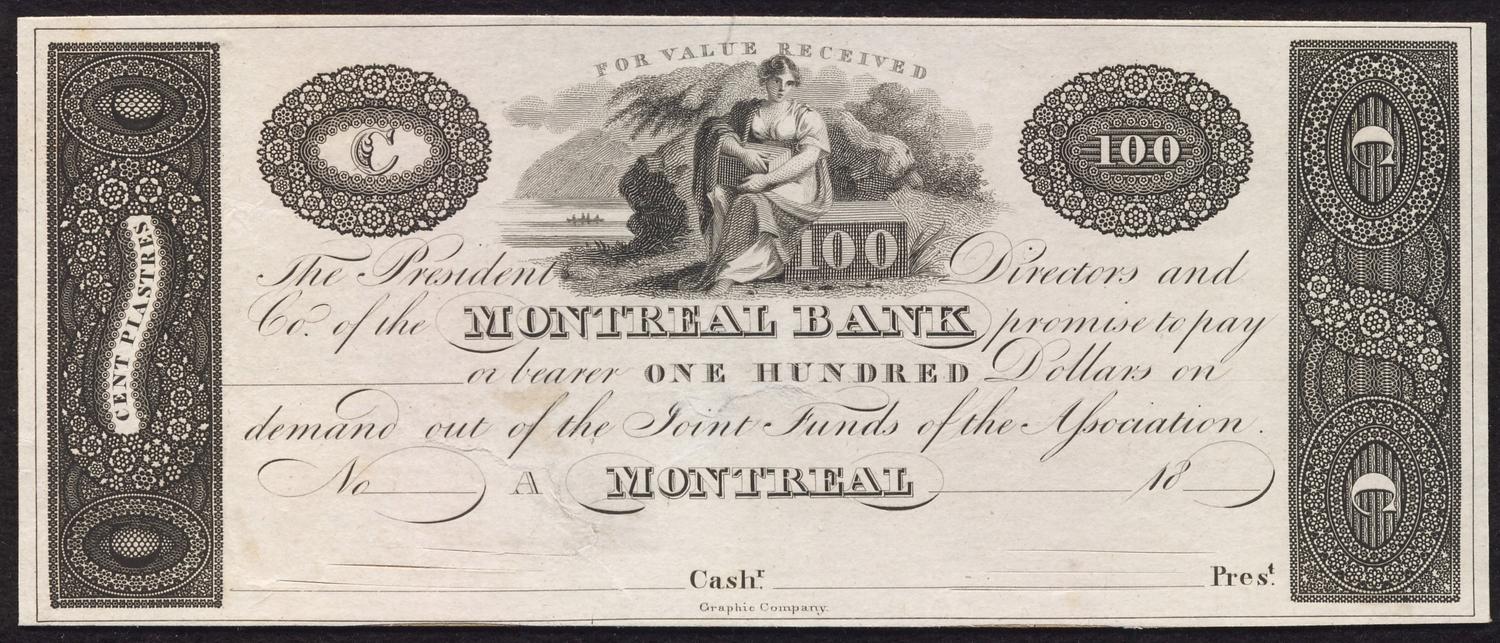 FOR VALUE RECEIVED
C
100
C
100
CENT PIASTRES
The President Directors and
Co. of the MONTREAL BANK promise to pay
or bearer ONE HUNDRED Dollars on
demand out of the Joint Funds of the Association.
No A MONTREAL 18
C
Cashr. Prest.
Graphic Company.